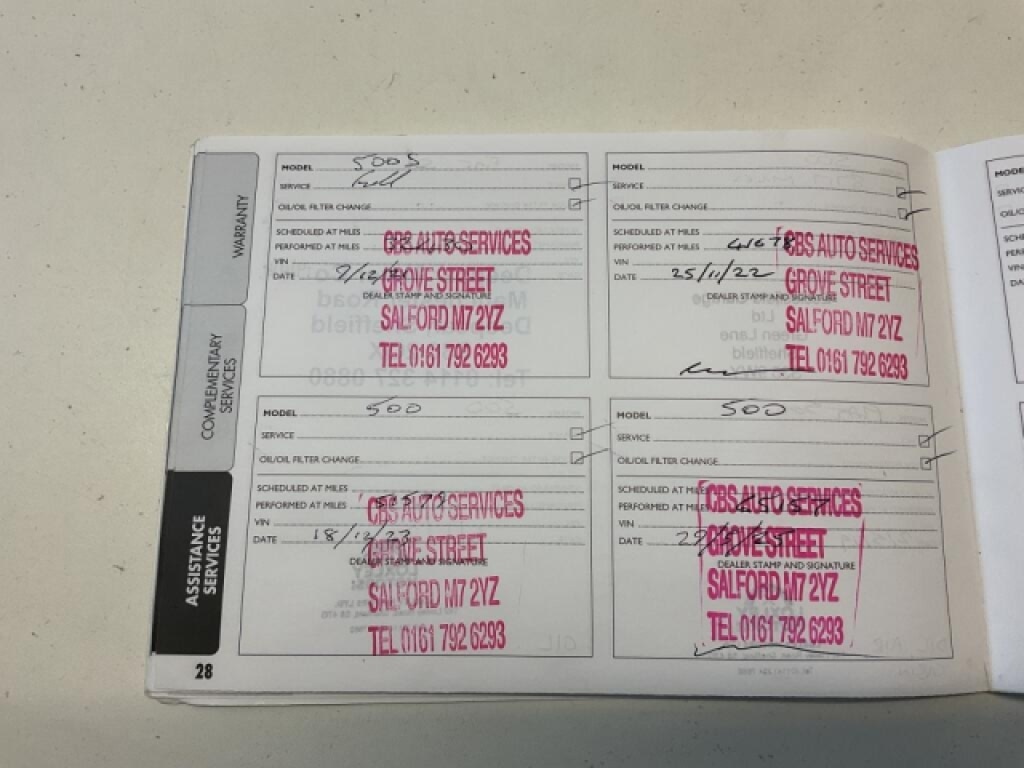 WARRANTY
COMPLEMENTARY
SERVICES
ASSISTANCE
SERVICES
28
MODEL 500S
SERVICE Full
OIL/OIL FILTER CHANGE
SCHEDULED AT MILES
PERFORMED AT MILES
VIN
DATE 9/12/
DEALER STAMP AND SIGNATURE
CBS AUTO SERVICES
GROVE STREET
SALFORD M7 2YZ
TEL 0161 792 6293
MODEL
SERVICE
OIL/OIL FILTER CHANGE
SCHEDULED AT MILES
PERFORMED AT MILES 41678
VIN
DATE 25/11/22
DEALER STAMP AND SIGNATURE
CBS AUTO SERVICES
GROVE STREET
SALFORD M7 2YZ
TEL 0161 792 6293
MODEL 500
SERVICE
OIL/OIL FILTER CHANGE
SCHEDULED AT MILES
PERFORMED AT MILES
VIN
DATE 18/12/23
DEALER STAMP AND SIGNATURE
CBS AUTO SERVICES
GROVE STREET
SALFORD M7 2YZ
TEL 0161 792 6293
MODEL 500
SERVICE
OIL/OIL FILTER CHANGE
SCHEDULED AT MILES
PERFORMED AT MILES
VIN
DATE
DEALER STAMP AND SIGNATURE
CBS AUTO SERVICES
GROVE STREET
SALFORD M7 2YZ
TEL 0161 792 6293